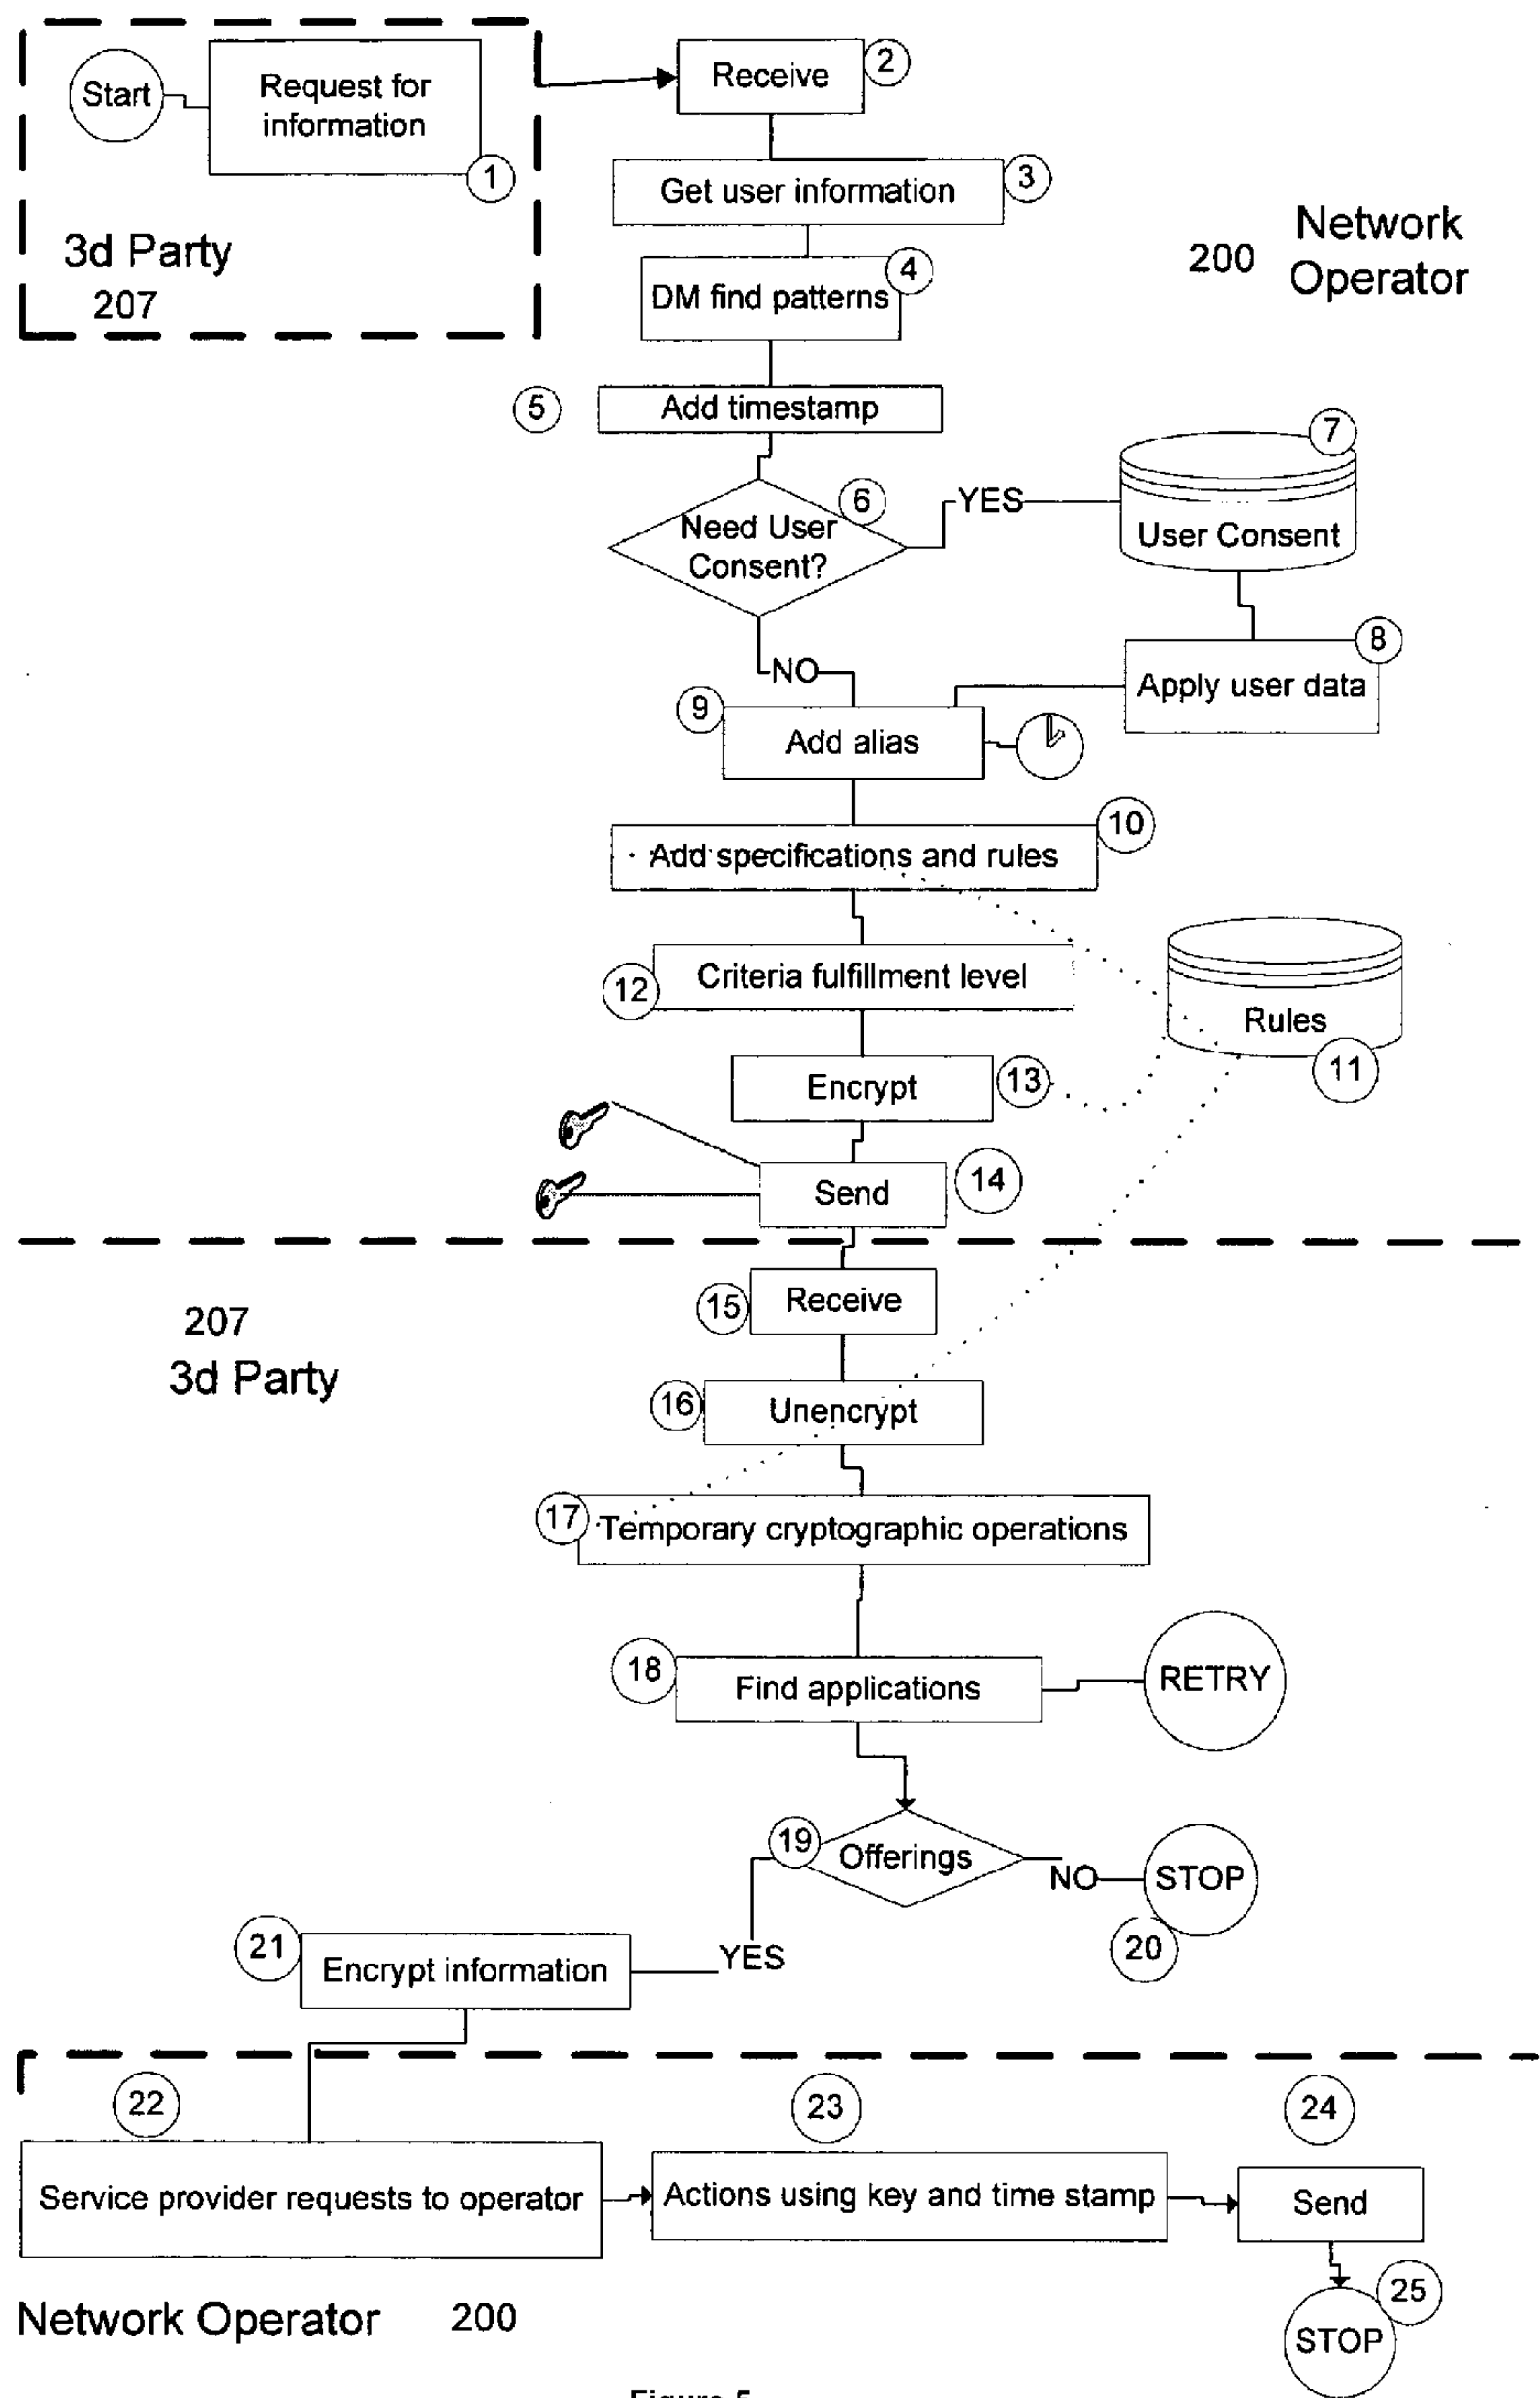 Start
Request for
information
1
3d Party
207
Receive
2
Get user information
3
200
Network
Operator
DM find patterns
4
5
Add timestamp
Need User
Consent?
6
YES
7
User Consent
8
Apply user data
NO
9
Add alias
Add specifications and rules
10
12
Criteria fulfillment level
Rules
11
Encrypt
13
Send
14
207
3d Party
15
Receive
16
Unencrypt
17
Temporary cryptographic operations
18
Find applications
RETRY
19
Offerings
NO
STOP
20
YES
21
Encrypt information
22
Service provider requests to operator
23
Actions using key and time stamp
24
Send
25
STOP
Network Operator
200
Figure 5